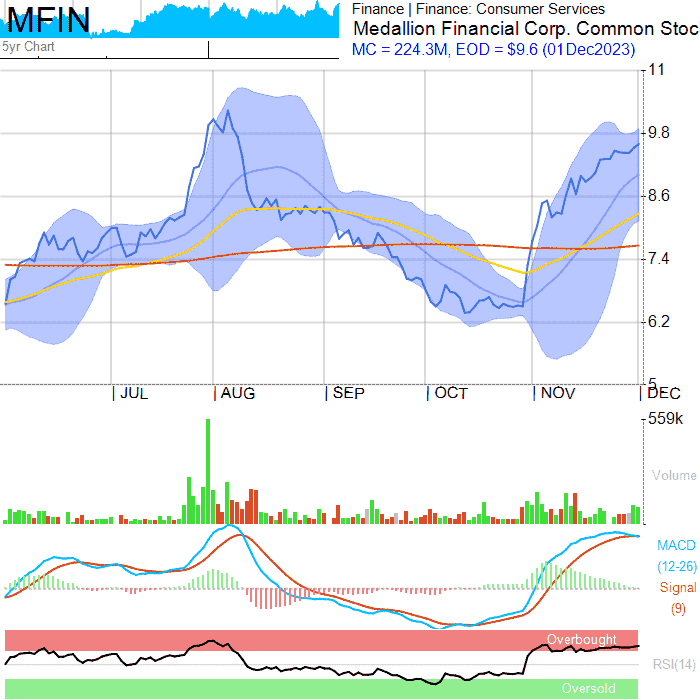 MFIN
5yr Chart
Finance | Finance: Consumer Services
Medallion Financial Corp. Common Stoc
MC = 224.3M, EOD = $9.6 (01Dec2023)
11
9.8
8.6
7.4
6.2
5
JUL AUG SEP OCT NOV DEC
559k
Volume
MACD
(12-26)
Signal
(9)
Overbought
RSI(14)
Oversold